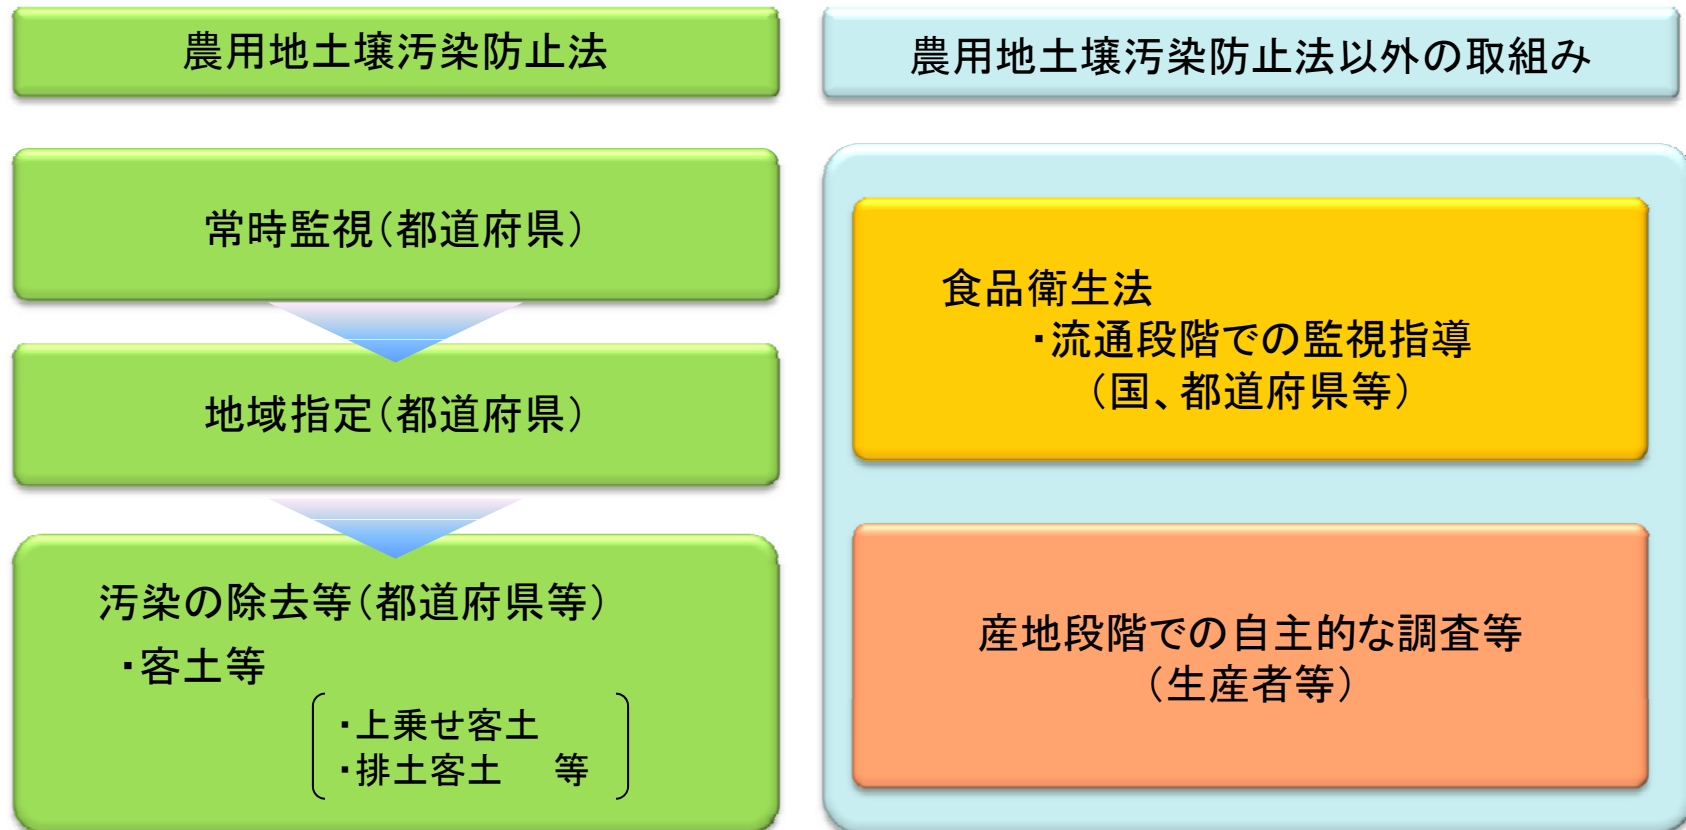 農用地土壌汚染防止法
常時監視（都道府県）
地域指定（都道府県）
汚染の除去等（都道府県等）
・客土等
・上乗せ客土
・排土客土　等
農用地土壌汚染防止法以外の取組み
食品衛生法
・流通段階での監視指導
（国、都道府県等）
産地段階での自主的な調査等
（生産者等）